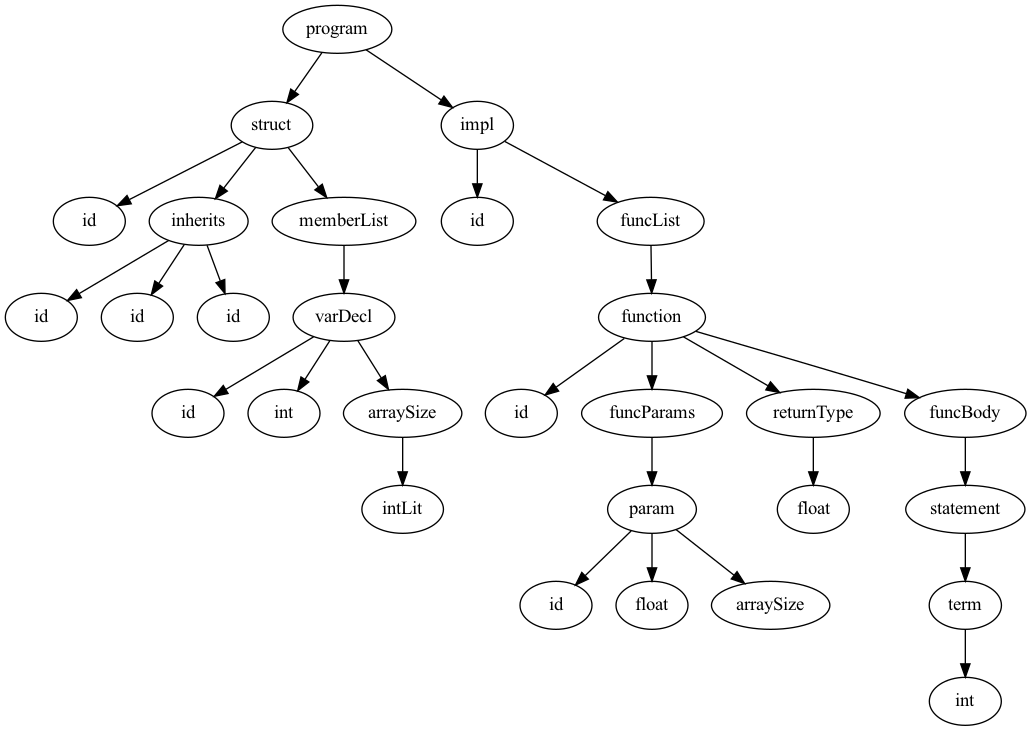 program
struct
impl
id
inherits
memberList
id
funcList
id
id
id
varDecl
function
id
int
arraySize
id
funcParams
returnType
funcBody
intLit
param
float
statement
id
float
arraySize
term
int